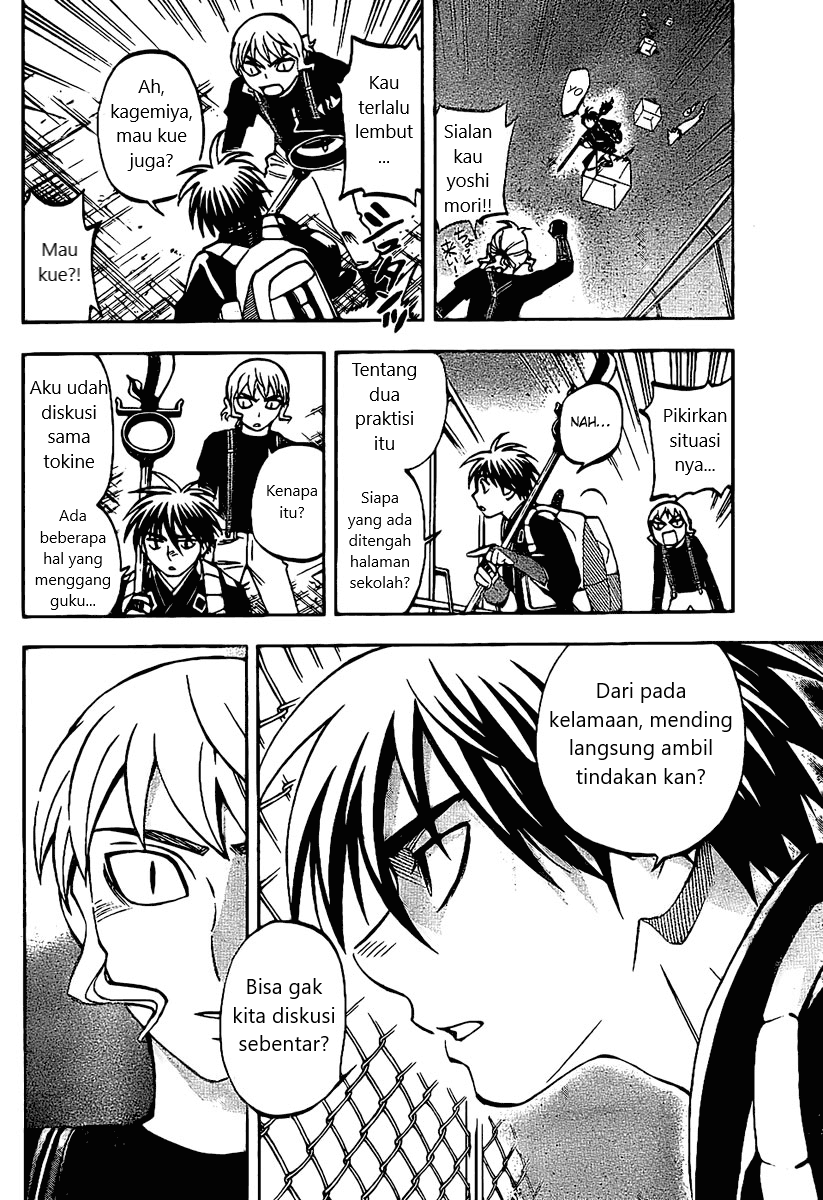 YO
Sialan
kau
yoshi
mori!!
Kau
terlalu
lembut
...
Ah,
kagemiya,
mau kue
juga?
Mau
kue?!
Pikirkan
situasi
nya...
NAH...
Tentang
dua
praktisi
itu
Siapa
yang ada
ditengah
halaman
sekolah?
Kenapa
itu?
Aku udah
diskusi
sama
tokine
Ada
beberapa
hal yang
menggang
guku...
Dari pada
kelamaan, mending
langsung ambil
tindakan kan?
Bisa gak
kita diskusi
sebentar?